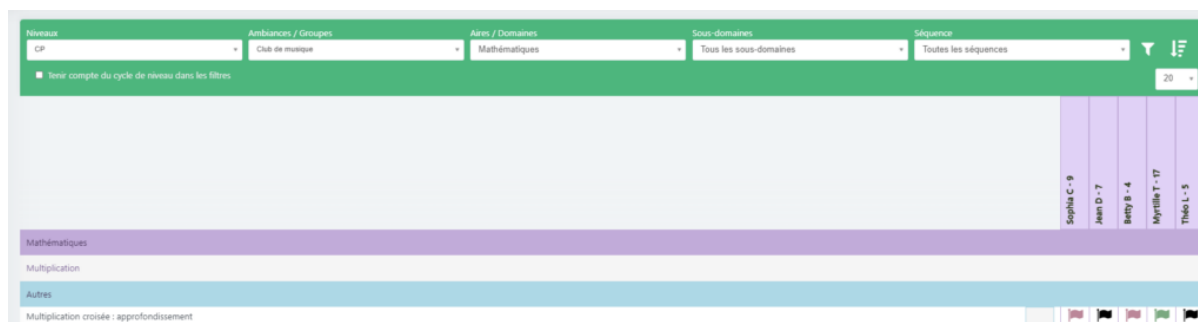 Niveaux
Ambiances / Groupes
Aires / Domaines
Sous-domaines
Séquence
CP
Club de musique
Mathématiques
Tous les sous-domaines
Toutes les séquences
Tenir compte du cycle de niveau dans les filtres
20
Sophia C - 9
Jean D - 7
Betty B - 4
Myrtille T - 17
Théo L - 5
Mathématiques
Multiplication
Autres
Multiplication croisée : approfondissement